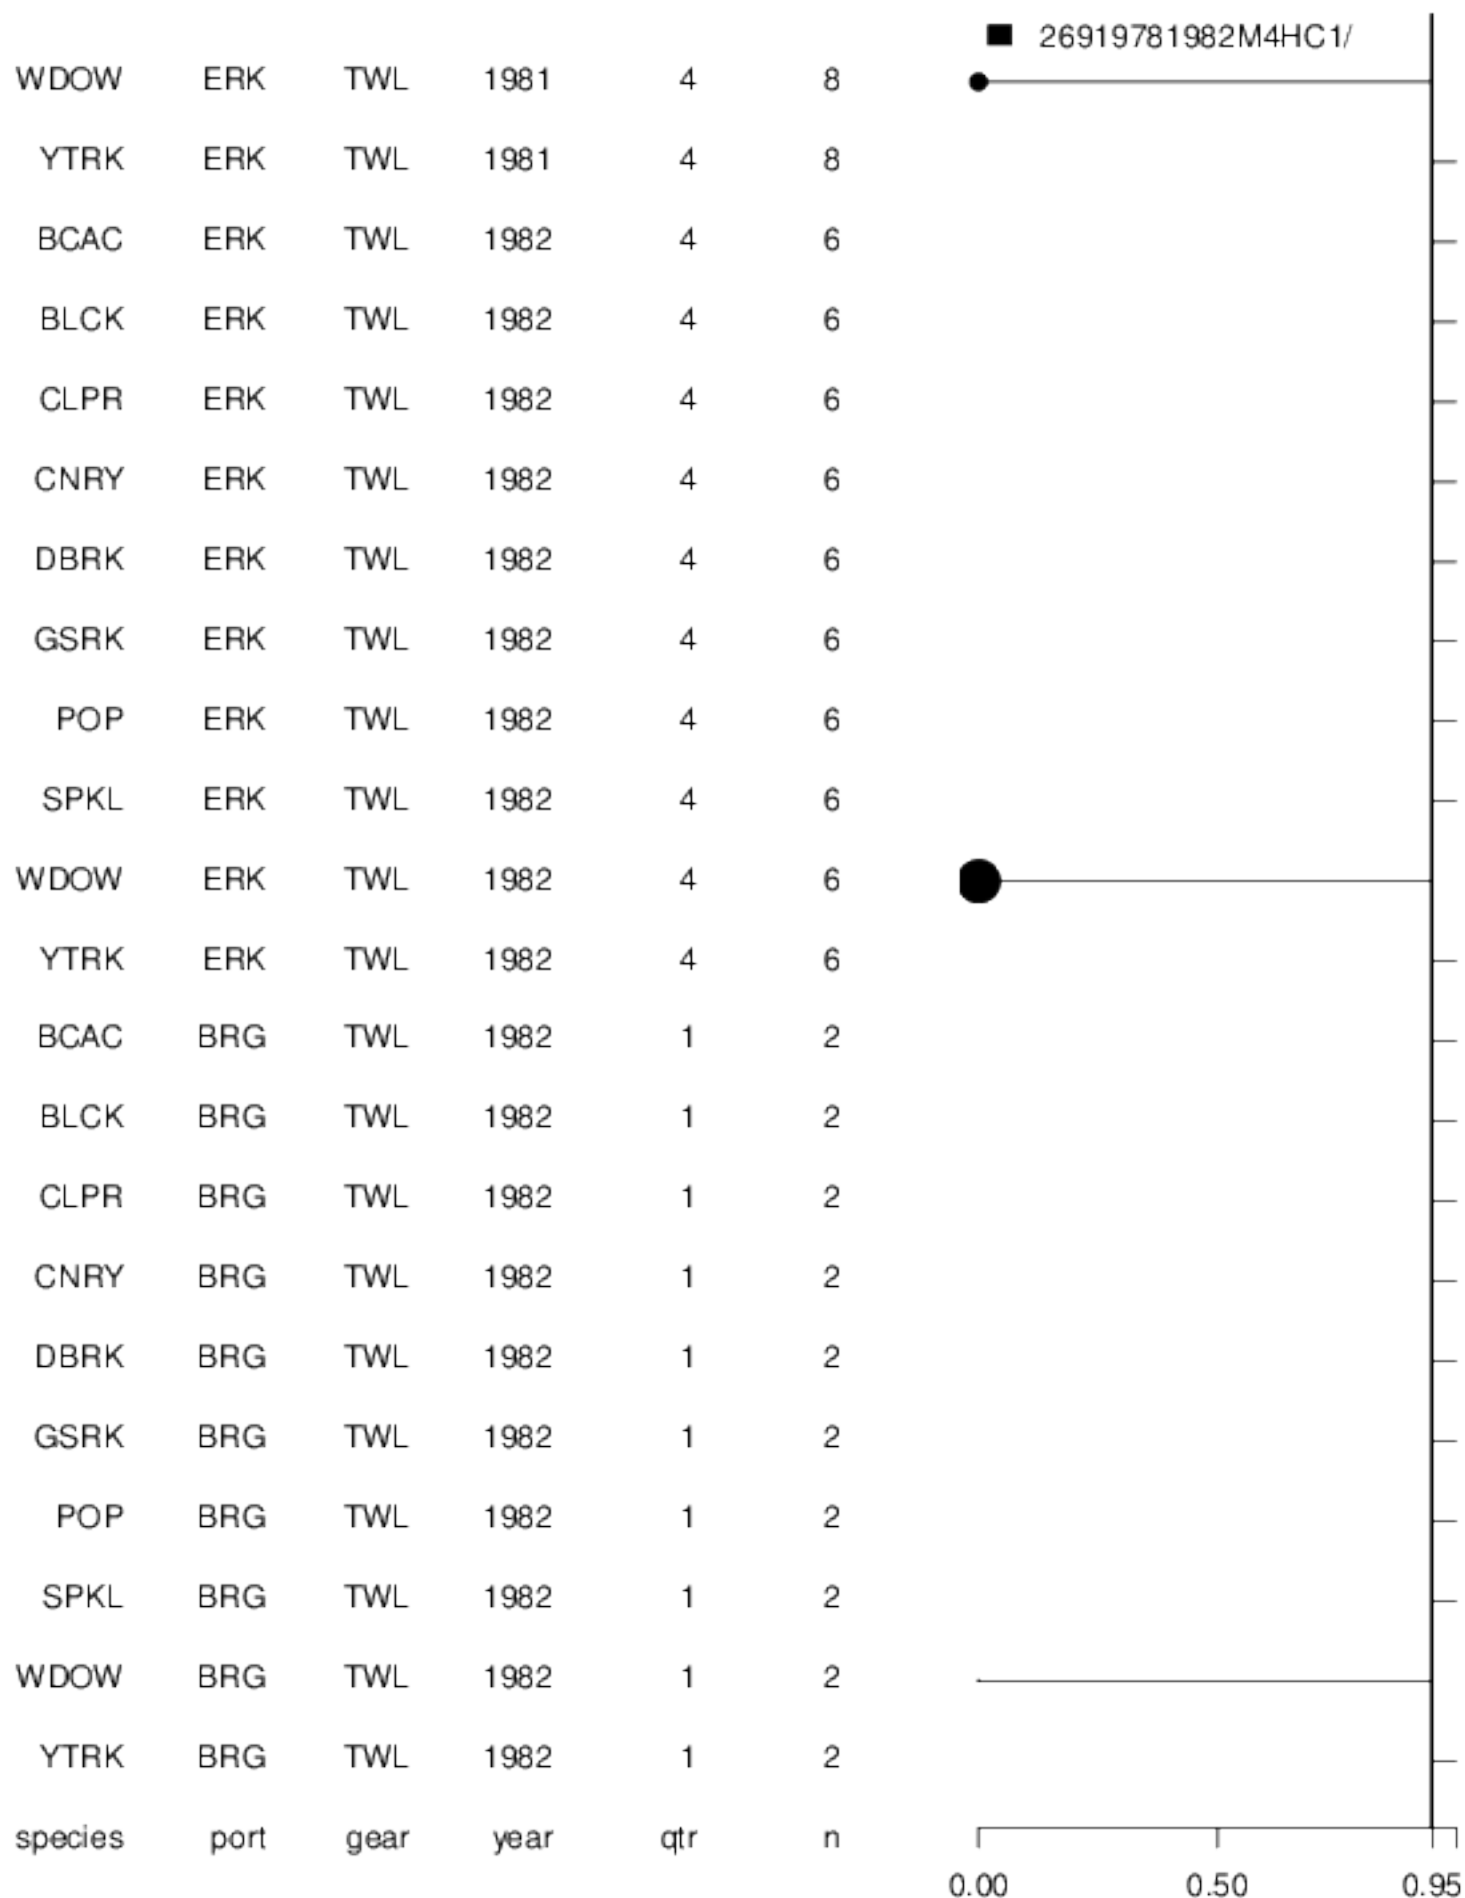 26919781982M4HC1/
WDOW ERK TWL 1981 4 8
YTRK ERK TWL 1981 4 8
BCAC ERK TWL 1982 4 6
BLCK ERK TWL 1982 4 6
CLPR ERK TWL 1982 4 6
CNRY ERK TWL 1982 4 6
DBRK ERK TWL 1982 4 6
GSRK ERK TWL 1982 4 6
POP ERK TWL 1982 4 6
SPKL ERK TWL 1982 4 6
WDOW ERK TWL 1982 4 6
YTRK ERK TWL 1982 4 6
BCAC BRG TWL 1982 1 2
BLCK BRG TWL 1982 1 2
CLPR BRG TWL 1982 1 2
CNRY BRG TWL 1982 1 2
DBRK BRG TWL 1982 1 2
GSRK BRG TWL 1982 1 2
POP BRG TWL 1982 1 2
SPKL BRG TWL 1982 1 2
WDOW BRG TWL 1982 1 2
YTRK BRG TWL 1982 1 2
species port gear year qtr n
0.00 0.50 0.95